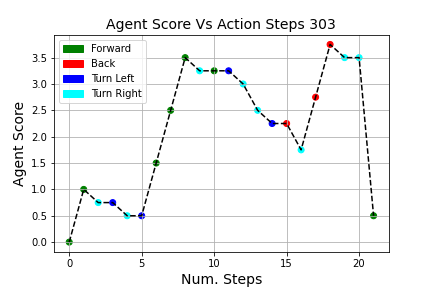 Agent Score Vs Action Steps 303
Forward
Back
Turn Left
Turn Right
3.5
3.0
2.5
2.0
1.5
1.0
0.5
0.0
Agent Score
0 5 10 15 20
Num. Steps